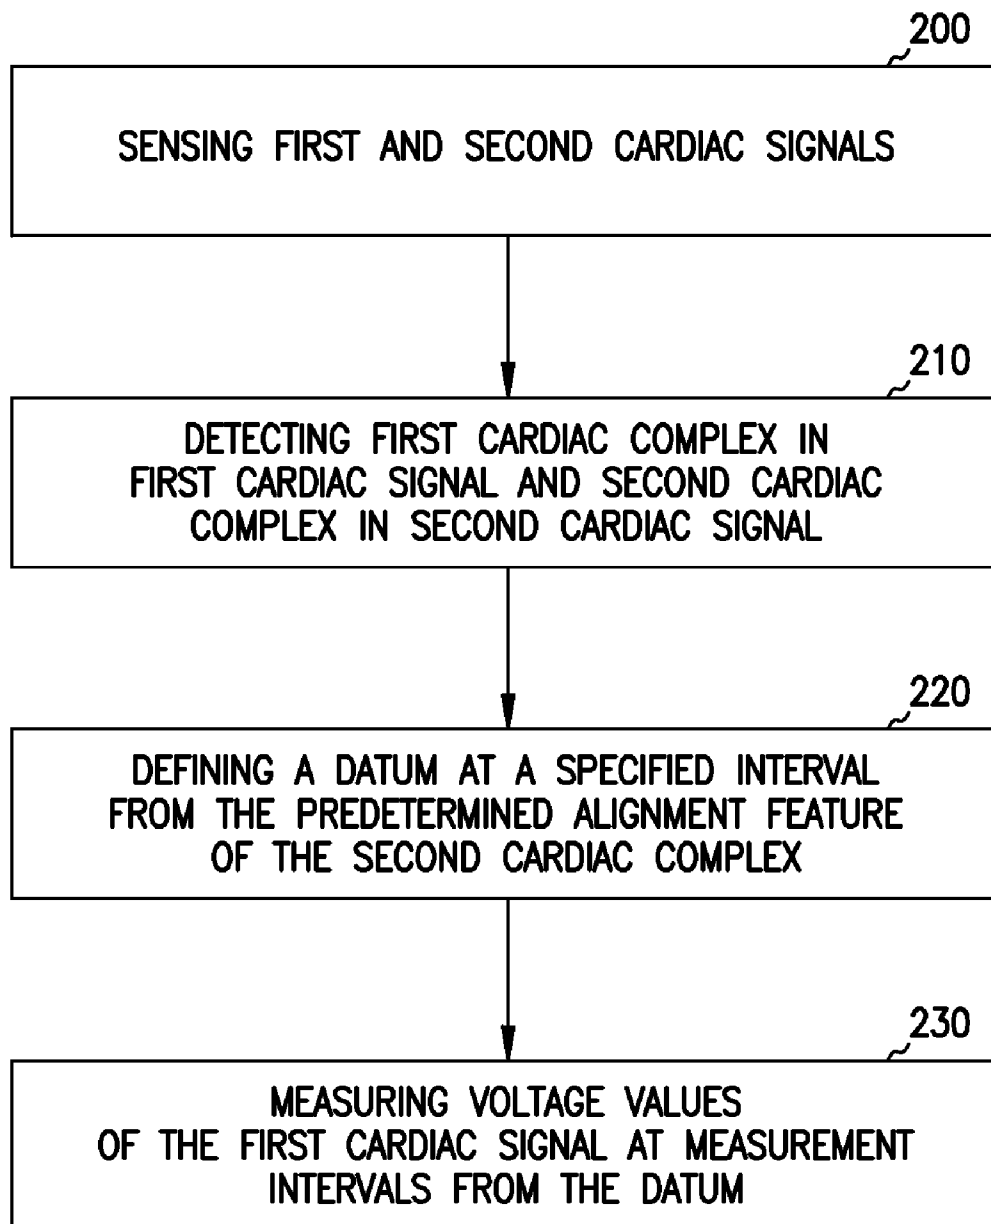 200
SENSING FIRST AND SECOND CARDIAC SIGNALS
210
DETECTING FIRST CARDIAC COMPLEX IN
FIRST CARDIAC SIGNAL AND SECOND CARDIAC
COMPLEX IN SECOND CARDIAC SIGNAL
220
DEFINING A DATUM AT A SPECIFIED INTERVAL
FROM THE PREDETERMINED ALIGNMENT FEATURE
OF THE SECOND CARDIAC COMPLEX
230
MEASURING VOLTAGE VALUES
OF THE FIRST CARDIAC SIGNAL AT MEASUREMENT
INTERVALS FROM THE DATUM